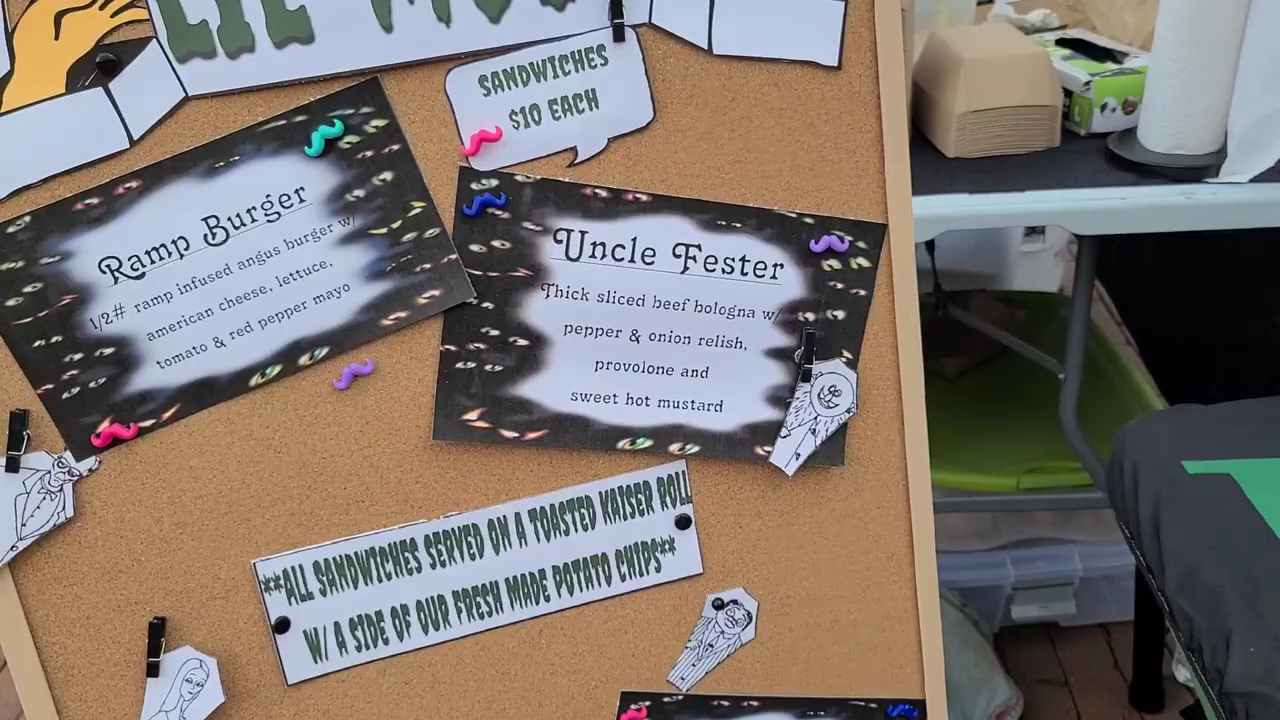 SANDWICHES
$10 EACH
Ramp Burger
1/2# ramp infused angus burger w/
american cheese, lettuce,
tomato & red pepper mayo
Uncle Fester
Thick sliced beef bologna w/
pepper & onion relish,
provolone and
sweet hot mustard
**ALL SANDWICHES SERVED ON A TOASTED KAISER ROLL
W/ A SIDE OF OUR FRESH MADE POTATO CHIPS**